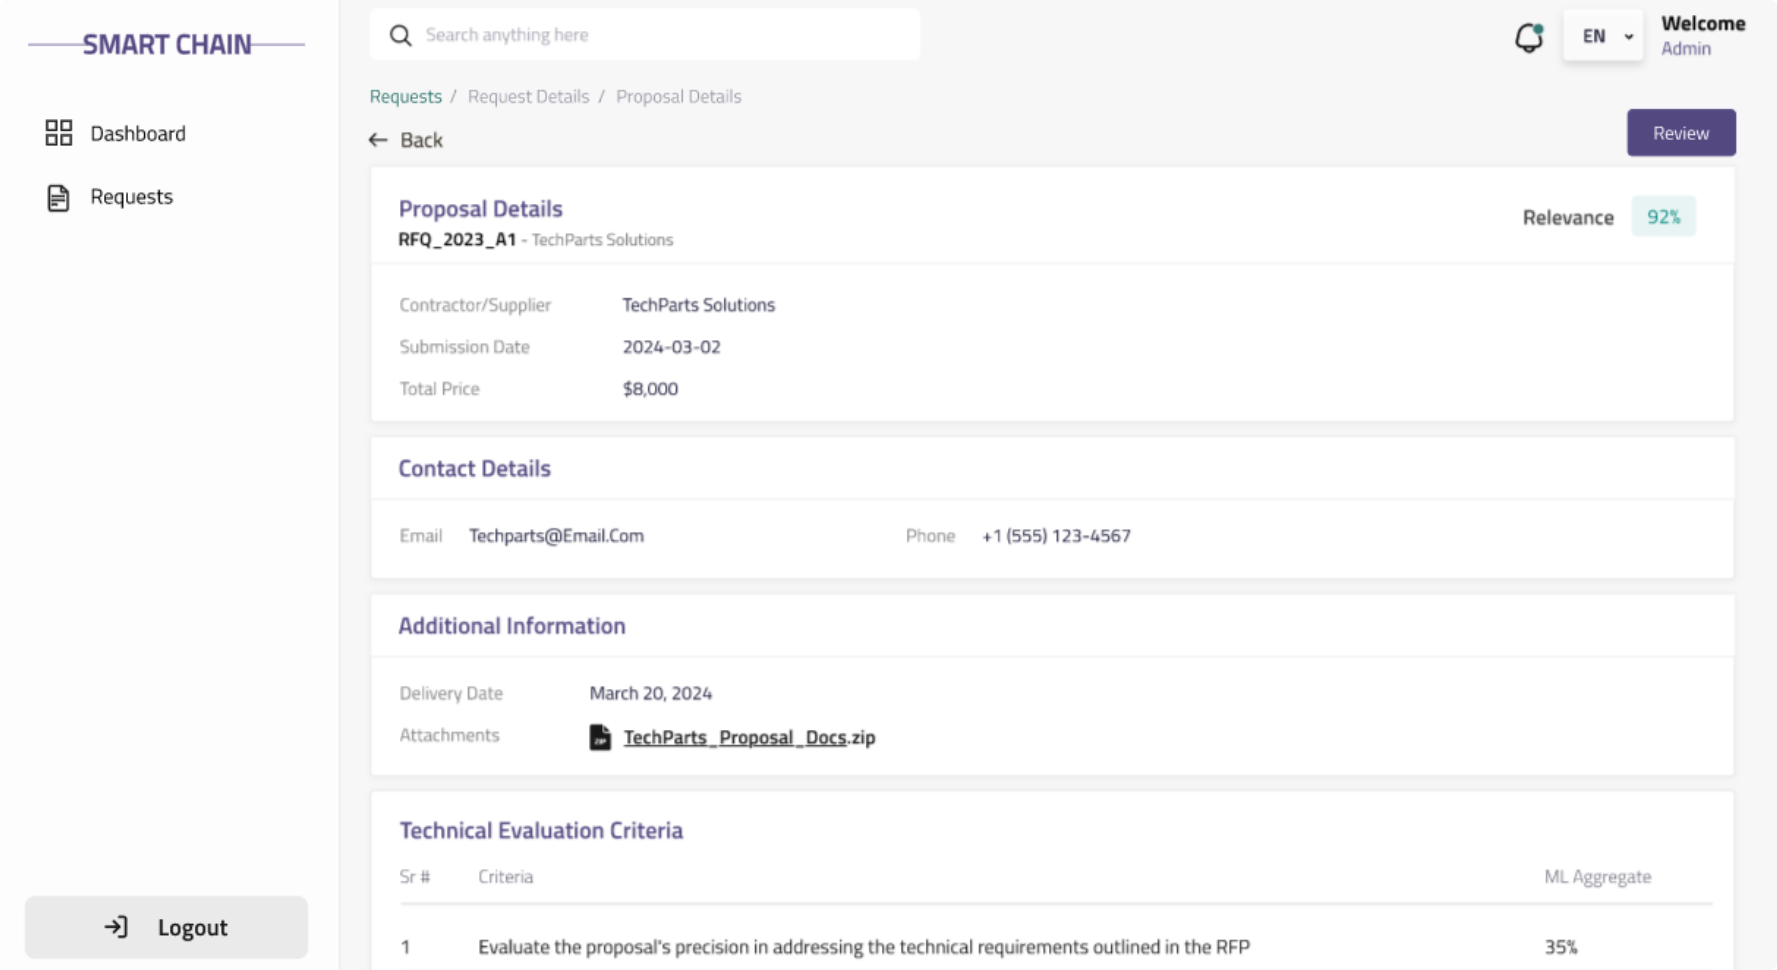 SMART CHAIN
Dashboard
Requests
Logout
Search anything here
EN
Welcome
Admin
Requests / Request Details / Proposal Details
Back
Review
Proposal Details
RFQ_2023_A1 - TechParts Solutions
Relevance 92%
Contractor/Supplier TechParts Solutions
Submission Date 2024-03-02
Total Price $8,000
Contact Details
Email Techparts@Email.Com Phone +1 (555) 123-4567
Additional Information
Delivery Date March 20, 2024
Attachments ZIP TechParts_Proposal_Docs.zip
Technical Evaluation Criteria
Sr # Criteria ML Aggregate
1 Evaluate the proposal's precision in addressing the technical requirements outlined in the RFP 35%